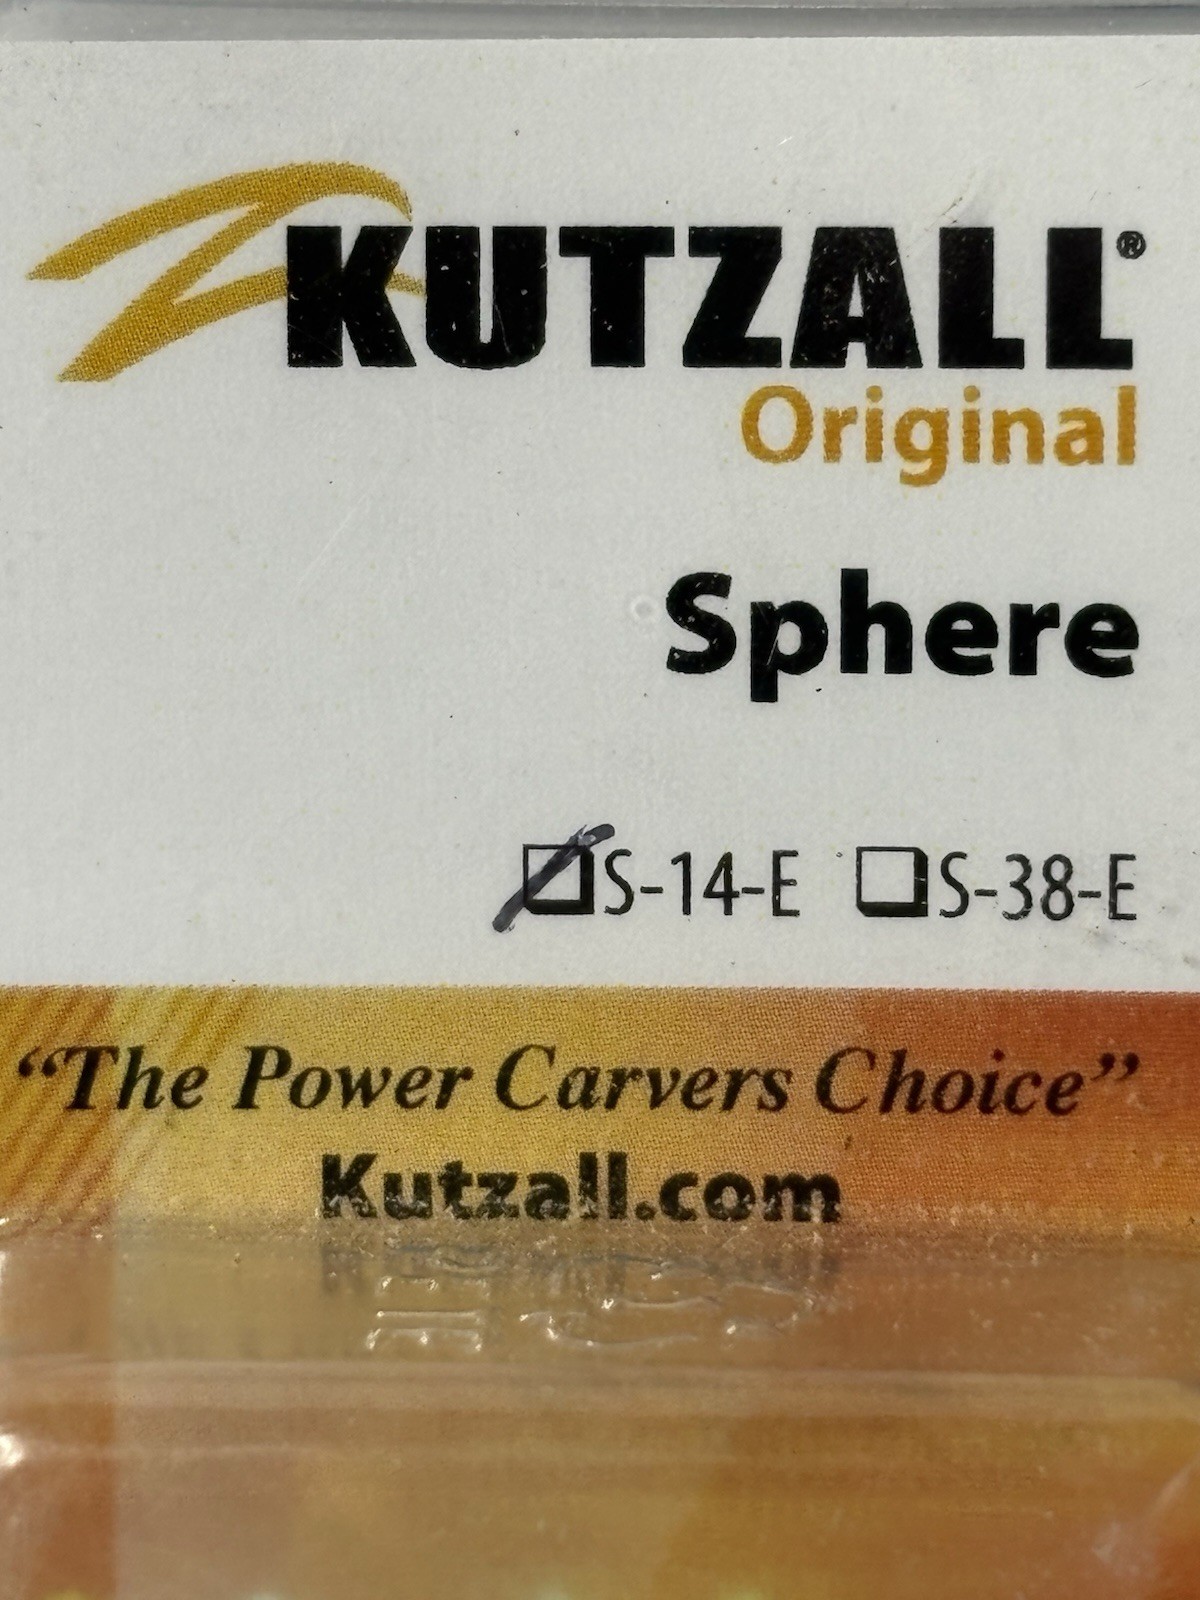 KUTZALL®
Original
Sphere
S-14-E S-38-E
“The Power Carvers Choice”
Kutzall.com